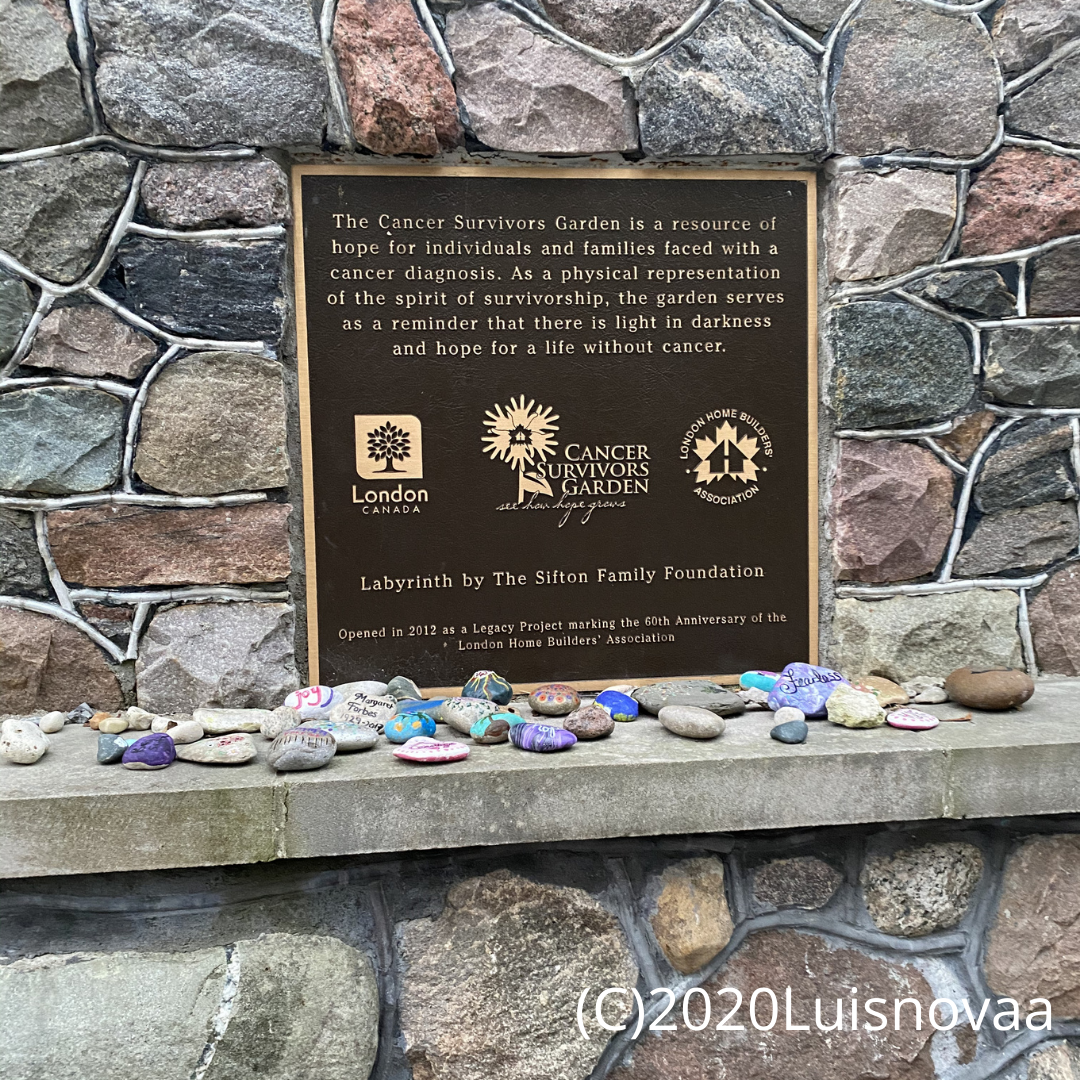 The Cancer Survivors Garden is a resource of
hope for individuals and families faced with a
cancer diagnosis. As a physical representation
of the spirit of survivorship, the garden serves
as a reminder that there is light in darkness
and hope for a life without cancer.
London
CANADA
CANCER
SURVIVORS
GARDEN
see how hope grows
LONDON HOME BUILDERS'
ASSOCIATION
Labyrinth by The Sifton Family Foundation
Opened in 2012 as a Legacy Project marking the 60th Anniversary of the
London Home Builders' Association
Joy
Margaret
Forbes
1929-2017
Fearless
(C)2020Luisnovaa